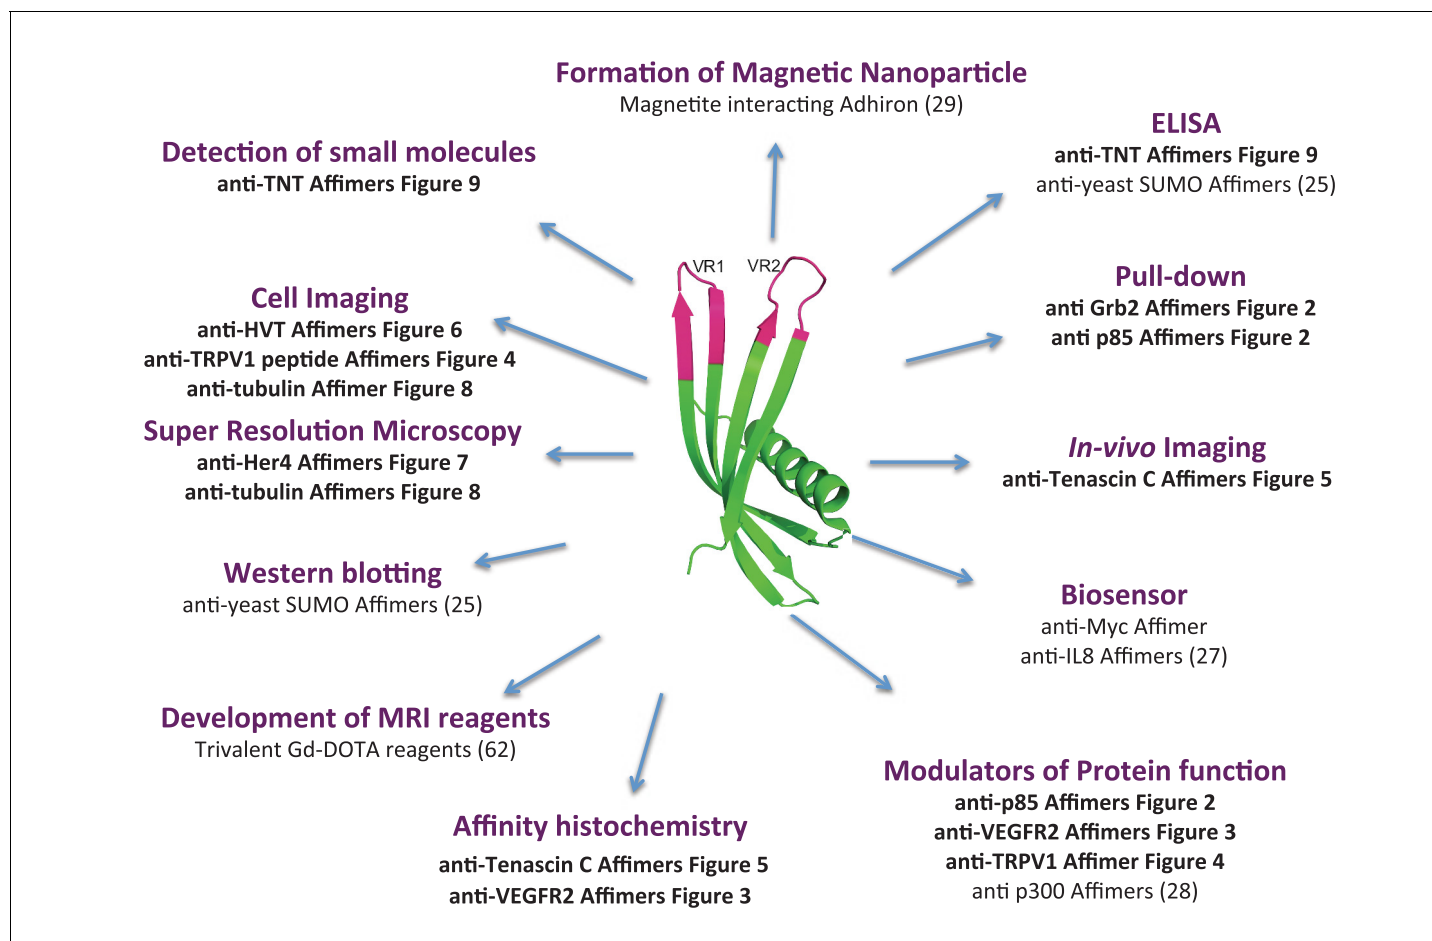 Formation of Magnetic Nanoparticle
Magnetite interacting Adhiron (29)
ELISA
anti-TNT Affimers Figure 9
anti-yeast SUMO Affimers (25)
Detection of small molecules
anti-TNT Affimers Figure 9
VR1
VR2
Pull-down
anti Grb2 Affimers Figure 2
anti p85 Affimers Figure 2
Cell Imaging
anti-HVT Affimers Figure 6
anti-TRPV1 peptide Affimers Figure 4
anti-tubulin Affimer Figure 8
Super Resolution Microscopy
anti-Her4 Affimers Figure 7
anti-tubulin Affimers Figure 8
In-vivo Imaging
anti-Tenascin C Affimers Figure 5
Western blotting
anti-yeast SUMO Affimers (25)
Biosensor
anti-Myc Affimer
anti-IL8 Affimers (27)
Development of MRI reagents
Trivalent Gd-DOTA reagents (62)
Modulators of Protein function
anti-p85 Affimers Figure 2
anti-VEGFR2 Affimers Figure 3
anti-TRPV1 Affimer Figure 4
anti p300 Affimers (28)
Affinity histochemistry
anti-Tenascin C Affimers Figure 5
anti-VEGFR2 Affimers Figure 3